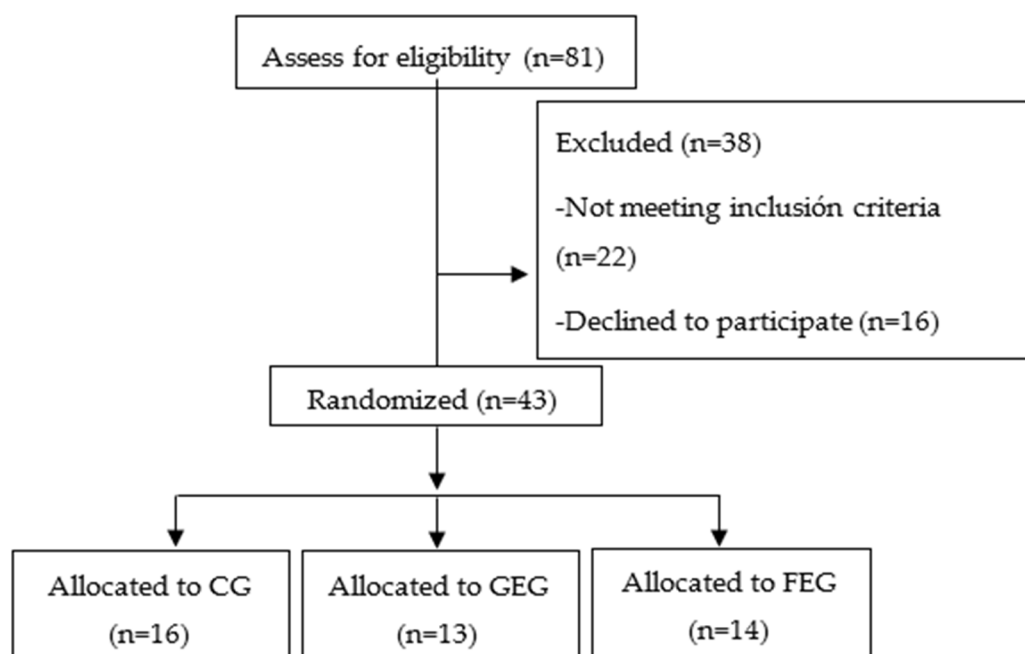 Assess for eligibility (n=81)
Excluded (n=38)
-Not meeting inclusión criteria
(n=22)
-Declined to participate (n=16)
Randomized (n=43)
Allocated to CG
(n=16)
Allocated to GEG
(n=13)
Allocated to FEG
(n=14)